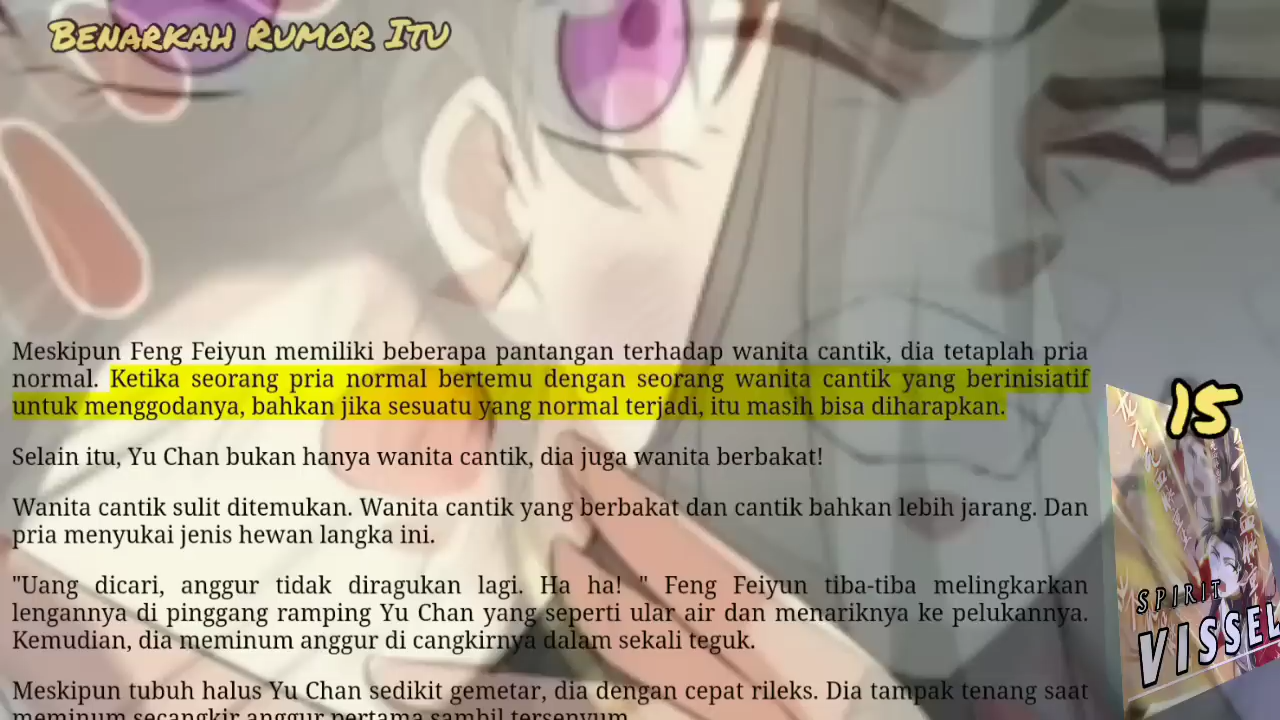 Benarkah Rumor Itu
Meskipun Feng Feiyun memiliki beberapa pantangan terhadap wanita cantik, dia tetaplah pria
normal. Ketika seorang pria normal bertemu dengan seorang wanita cantik yang berinisiatif
untuk menggodanya, bahkan jika sesuatu yang normal terjadi, itu masih bisa diharapkan.
Selain itu, Yu Chan bukan hanya wanita cantik, dia juga wanita berbakat!
Wanita cantik sulit ditemukan. Wanita cantik yang berbakat dan cantik bahkan lebih jarang. Dan
pria menyukai jenis hewan langka ini.
"Uang dicari, anggur tidak diragukan lagi. Ha ha! " Feng Feiyun tiba-tiba melingkarkan
lengannya di pinggang ramping Yu Chan yang seperti ular air dan menariknya ke pelukannya.
Kemudian, dia meminum anggur di cangkirnya dalam sekali teguk.
Meskipun tubuh halus Yu Chan sedikit gemetar, dia dengan cepat rileks. Dia tampak tenang saat
meminum secangkir anggur pertama sambil tersenyum.
15
SPIRIT
VISSEL